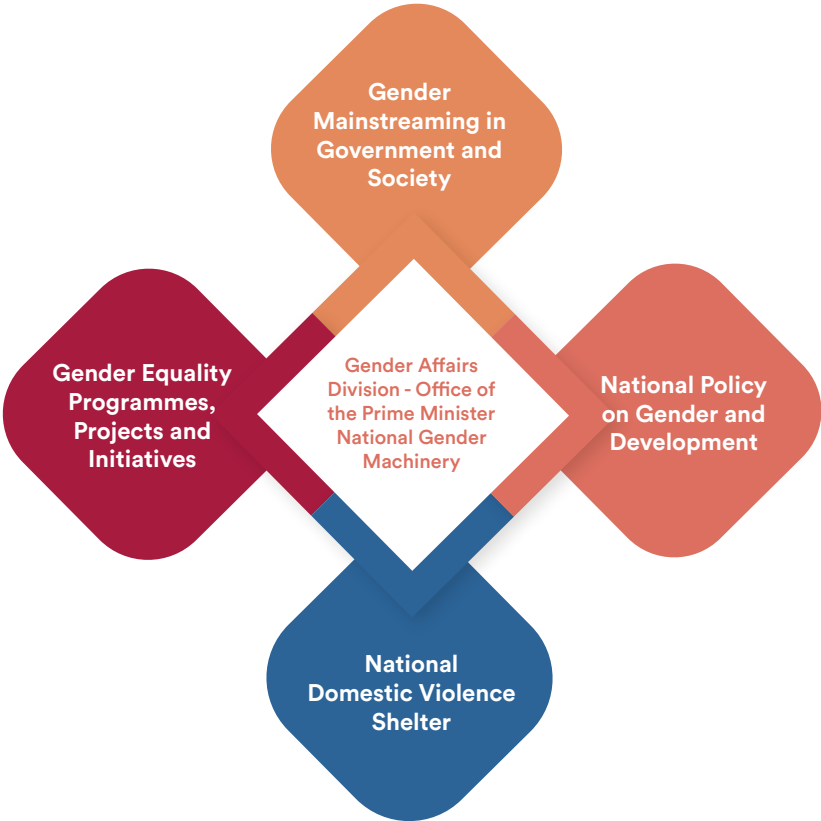 Gender
Mainstreaming in
Government and
Society
Gender Equality
Programmes,
Projects and
Initiatives
Gender Affairs
Division - Office of
the Prime Minister
National Gender
Machinery
National Policy
on Gender and
Development
National
Domestic Violence
Shelter